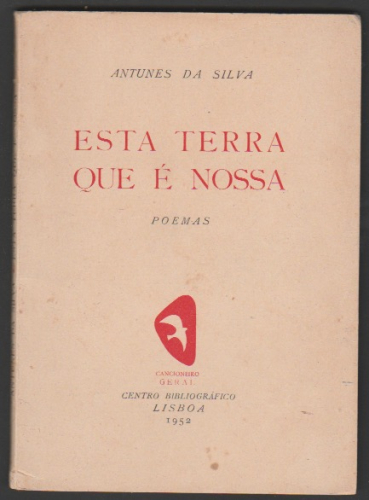 ANTUNES DA SILVA
ESTA TERRA
QUE É NOSSA
POEMAS
CANCIONEIRO
GERAL
CENTRO BIBLIOGRÁFICO
LISBOA
1952